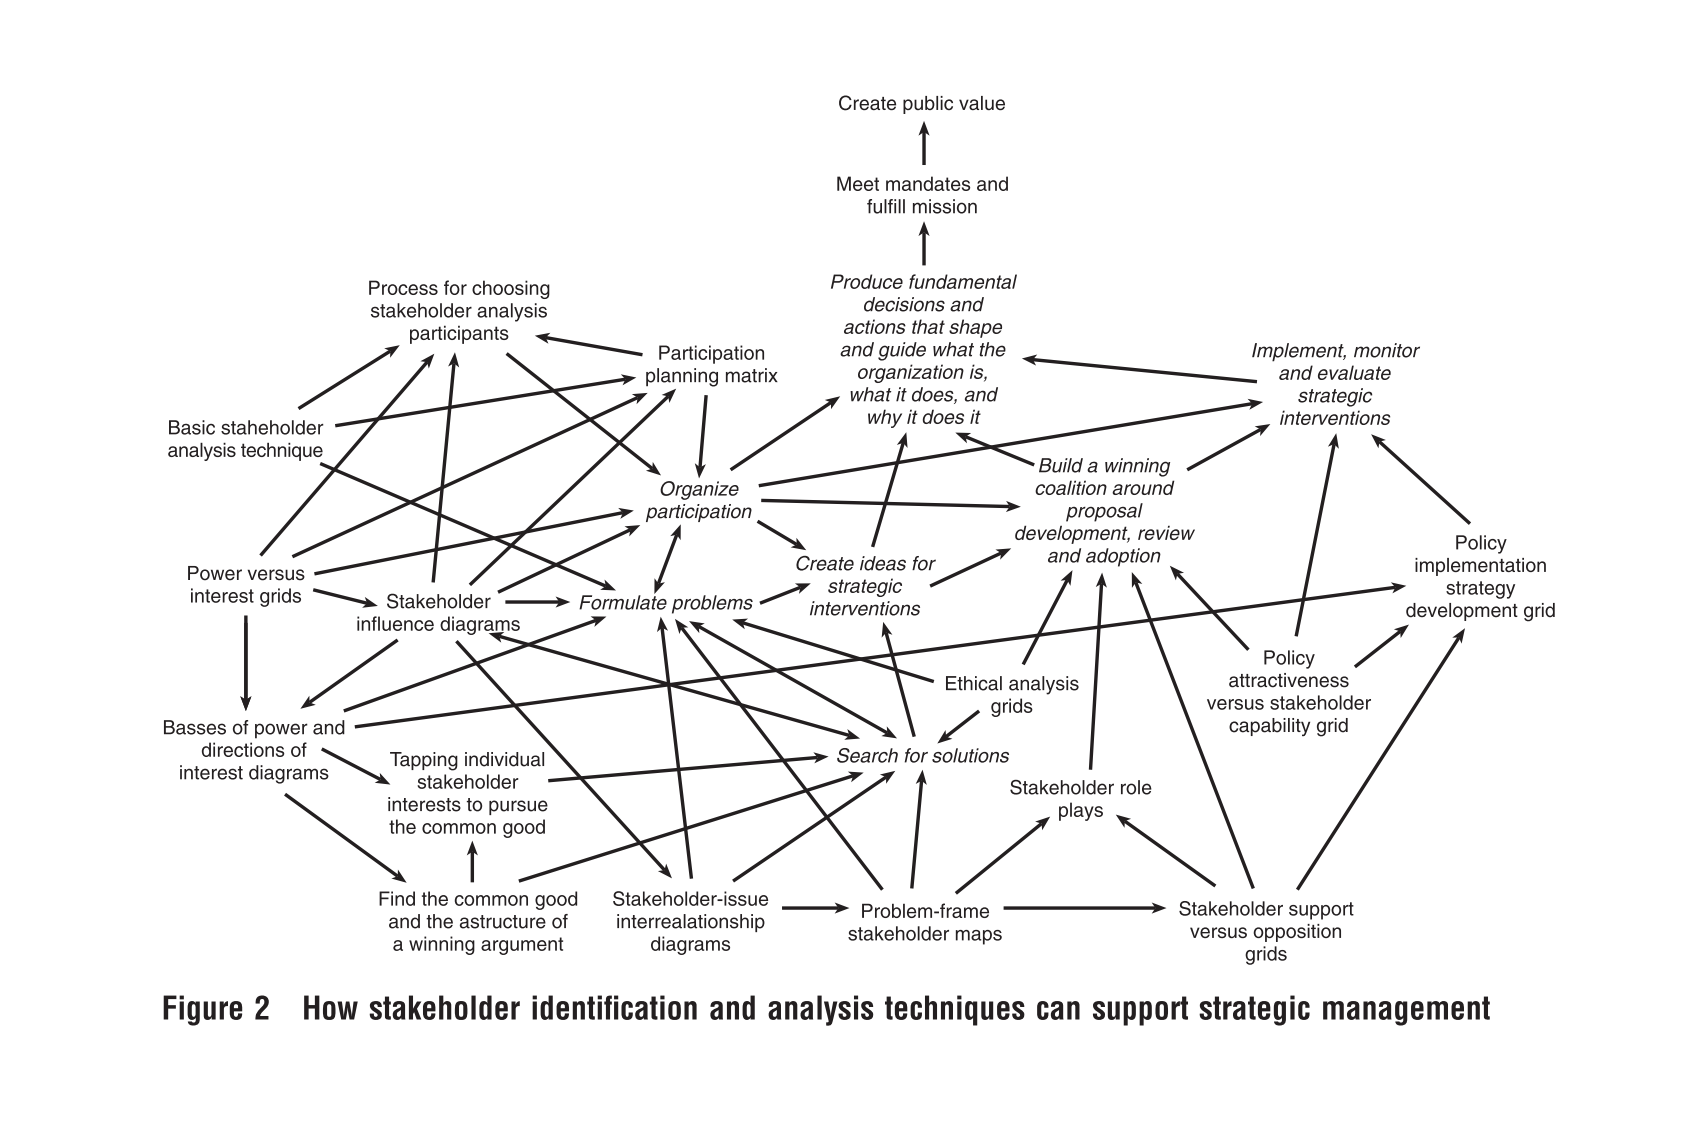 Create public value
Meet mandates and
fulfill mission
Produce fundamental
decisions and
actions that shape
and guide what the
organization is,
what it does, and
why it does it
Process for choosing
stakeholder analysis
participants
Participation
planning matrix
Implement, monitor
and evaluate
strategic
interventions
Basic staheholder
analysis technique
Organize
participation
Build a winning
coalition around
proposal
development, review
and adoption
Policy
implementation
strategy
development grid
Power versus
interest grids
Stakeholder
influence diagrams
Formulate problems
Create ideas for
strategic
interventions
Ethical analysis
grids
Policy
attractiveness
versus stakeholder
capability grid
Basses of power and
directions of
interest diagrams
Tapping individual
stakeholder
interests to pursue
the common good
Search for solutions
Stakeholder role
plays
Find the common good
and the astructure of
a winning argument
Stakeholder-issue
interrealationship
diagrams
Problem-frame
stakeholder maps
Stakeholder support
versus opposition
grids
Figure 2 How stakeholder identification and analysis techniques can support strategic management